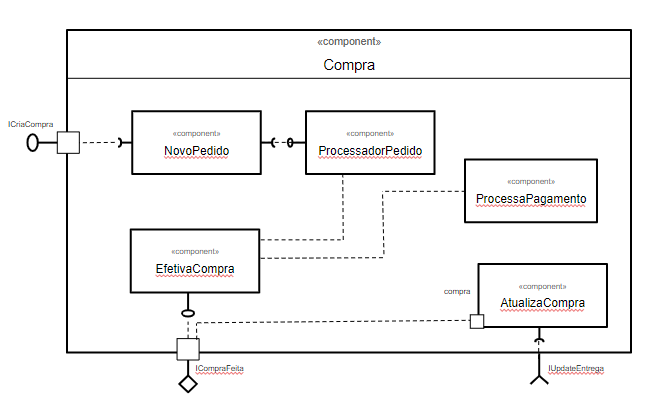 «component»
Compra
ICriaCompra
«component»
NovoPedido
«component»
ProcessadorPedido
«component»
ProcessaPagamento
«component»
EfetivaCompra
compra
«component»
AtualizaCompra
ICompraFeita
IUpdateEntrega